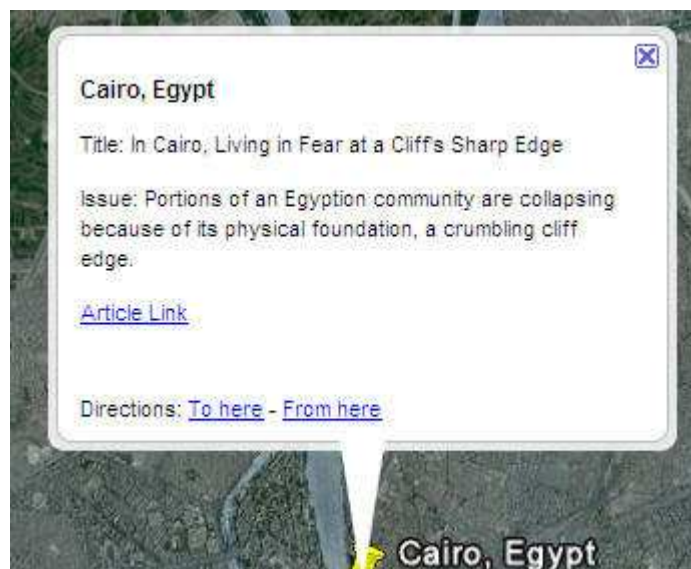 Cairo, Egypt
Title: In Cairo, Living in Fear at a Cliff's Sharp Edge
Issue: Portions of an Egyption community are collapsing
because of its physical foundation, a crumbling cliff
edge.
Article Link
Directions: To here - From here
Cairo, Egypt